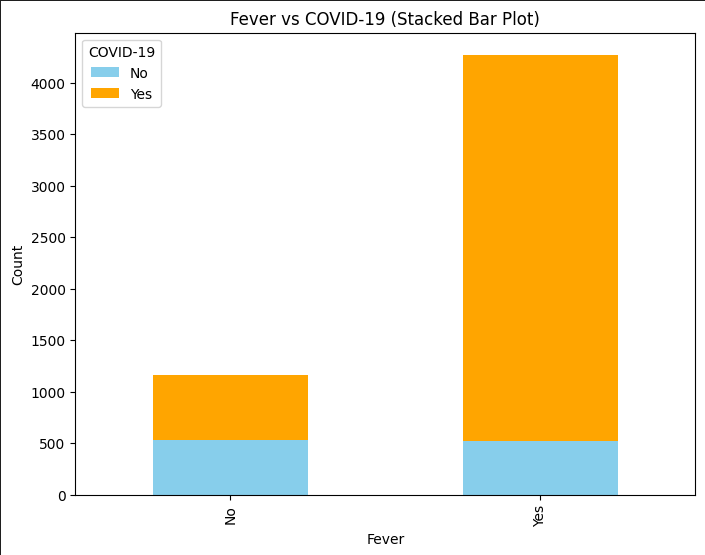 Fever vs COVID-19 (Stacked Bar Plot)
COVID-19
No
Yes
4000
3500
3000
2500
2000
1500
1000
500
0
Count
No
Yes
Fever